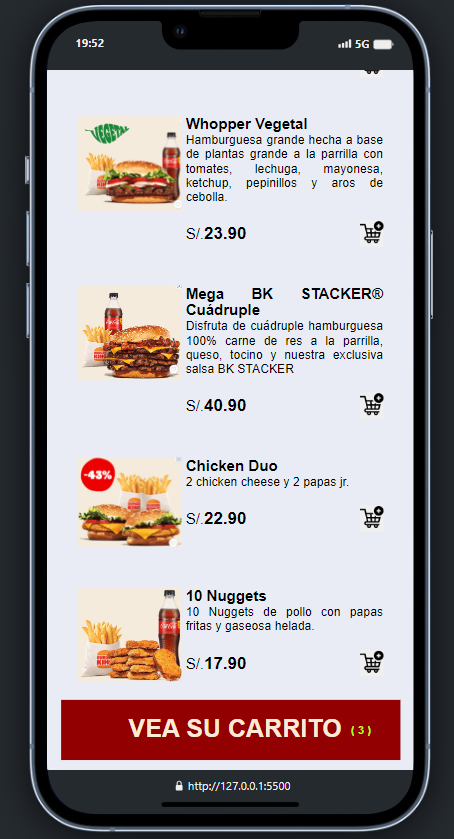 19:52
5G
VEGETAL
Whopper Vegetal
Hamburguesa grande hecha a base
de plantas grande a la parrilla con
tomates, lechuga, mayonesa,
ketchup, pepinillos y aros de
cebolla.
S/.23.90
Mega BK STACKER®
Cuádruple
Disfruta de cuádruple hamburguesa
100% carne de res a la parrilla,
queso, tocino y nuestra exclusiva
salsa BK STACKER
S/.40.90
-43%
Chicken Duo
2 chicken cheese y 2 papas jr.
S/.22.90
10 Nuggets
10 Nuggets de pollo con papas
fritas y gaseosa helada.
S/.17.90
VEA SU CARRITO ( 3 )
http://127.0.0.1:5500